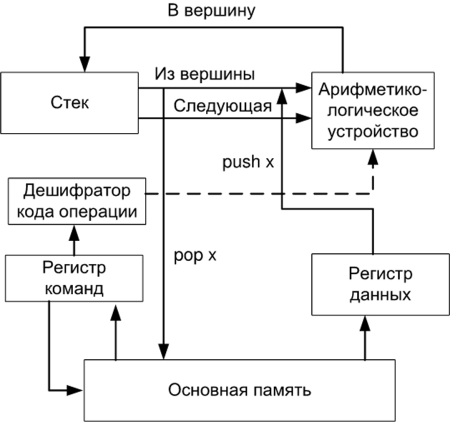 В вершину
Из вершины
Стек
Следующая
Арифметико-
логическое
устройство
push x
Дешифратор
кода операции
pop x
Регистр
команд
Регистр
данных
Основная память